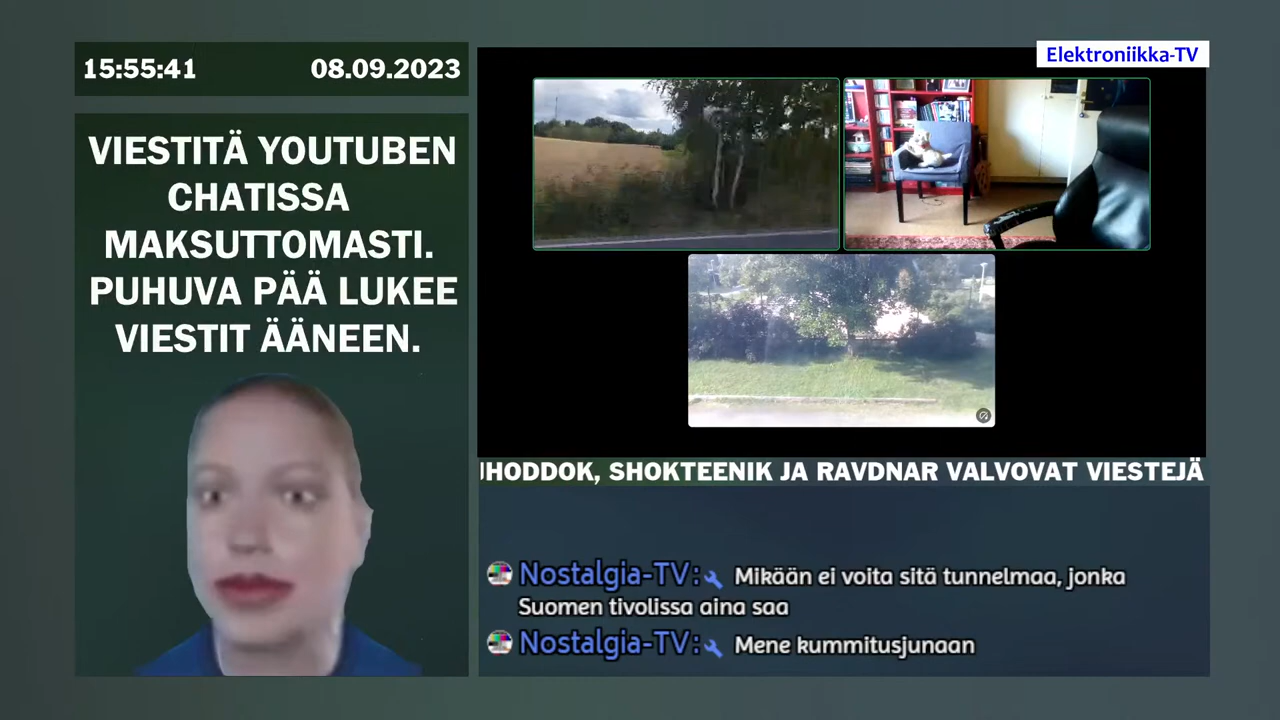 15:55:41 08.09.2023
Elektroniikka-TV
VIESTITÄ YOUTUBEN
CHATISSA
MAKSUTTOMASTI.
PUHUVA PÄÄ LUKEE
VIESTIT ÄÄNEEN.
SHOKTEENIK JA RAVDNAR VALVOVAT VIESTEJÄ
Nostalgia-TV: Mikään ei voita sitä tunnelmaa, jonka
Suomen tivolissa aina saa
Nostalgia-TV: Mene kummitusjunaan